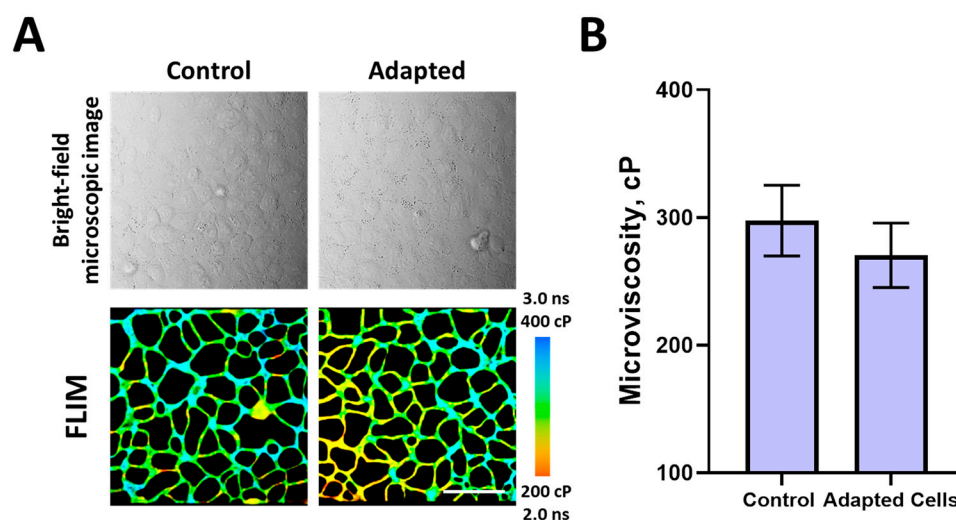 A
Control Adapted
Bright-field
microscopic image
FLIM
3.0 ns
400 cP
200 cP
2.0 ns
B
Microviscosity, cP
400
300
200
100
Control Adapted Cells